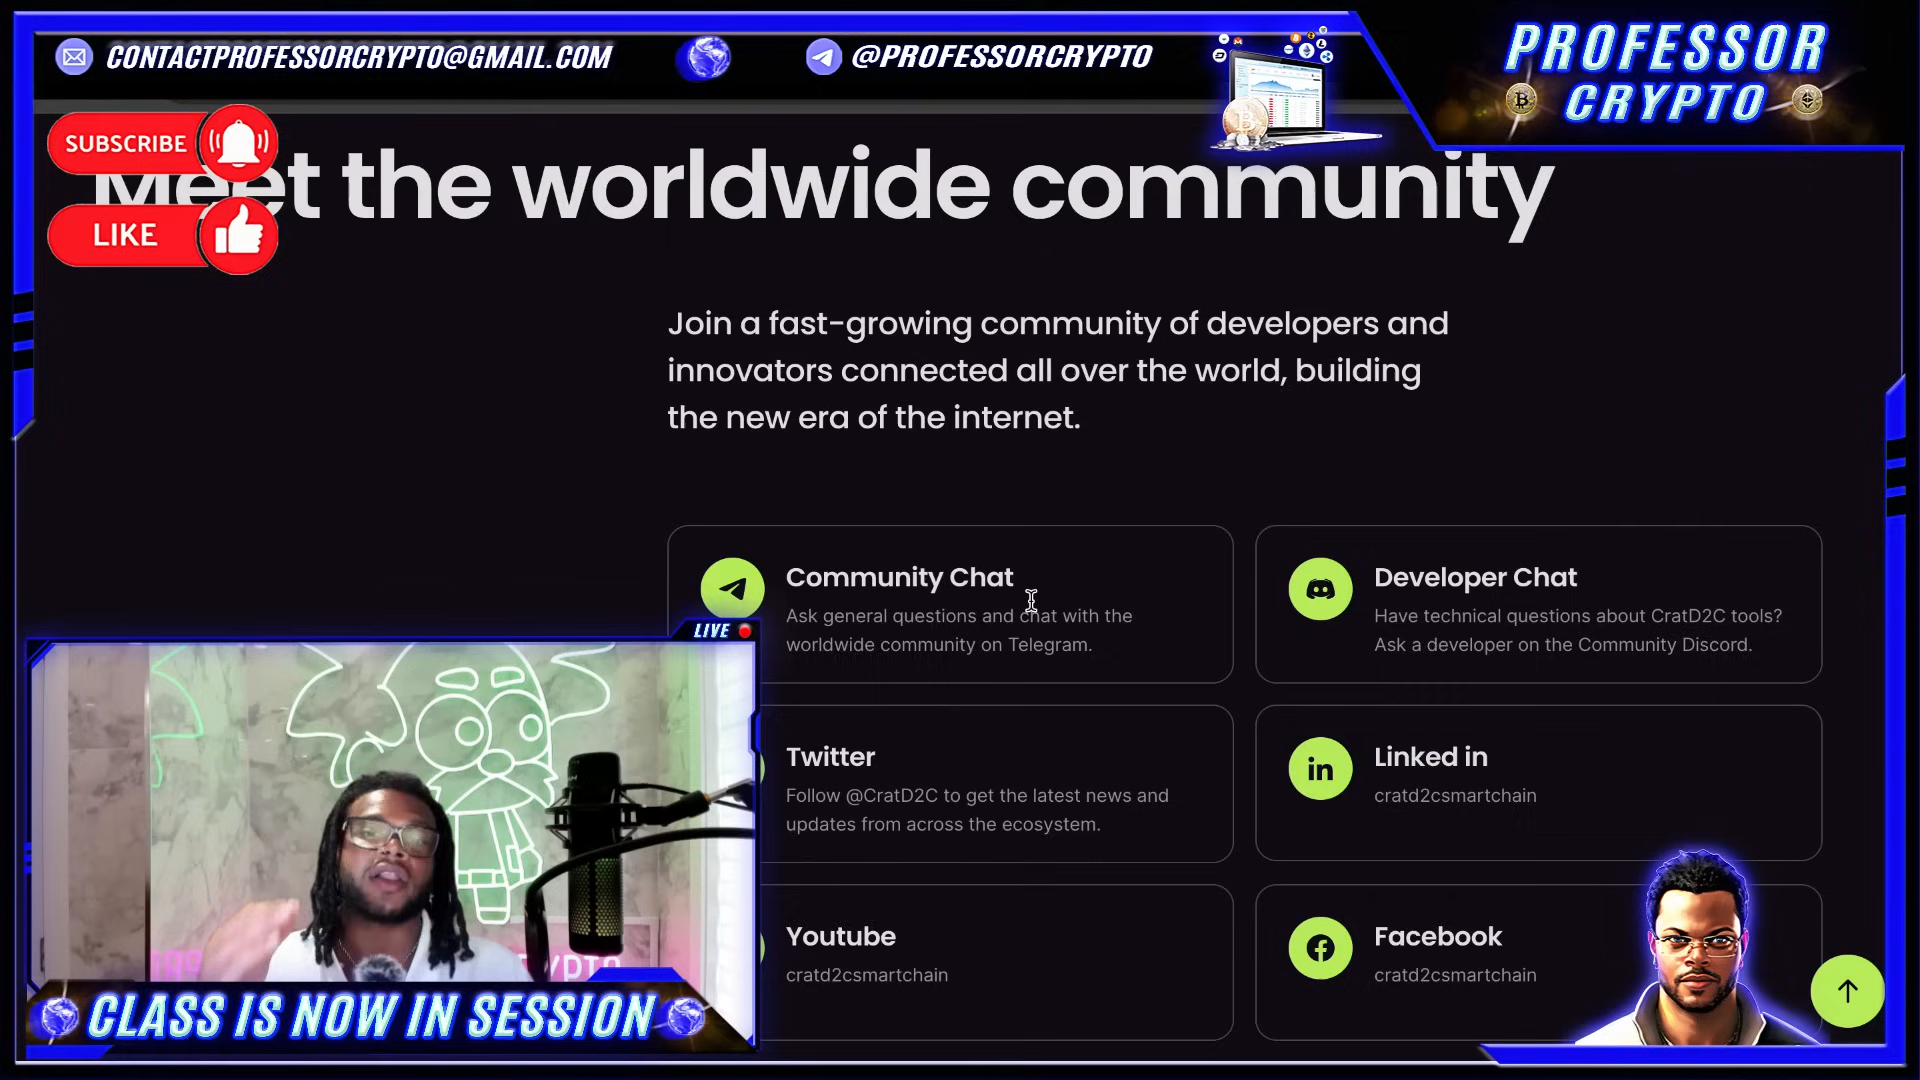 CONTACTPROFESSORCRYPTO@GMAIL.COM
@PROFESSORCRYPTO
PROFESSOR
CRYPTO
SUBSCRIBE
LIKE
Meet the worldwide community
Join a fast-growing community of developers and
innovators connected all over the world, building
the new era of the internet.
Community Chat
Ask general questions and chat with the
worldwide community on Telegram.
Developer Chat
Have technical questions about CratD2C tools?
Ask a developer on the Community Discord.
LIVE
Twitter
Follow @CratD2C to get the latest news and
updates from across the ecosystem.
Linked in
cratd2csmartchain
Youtube
cratd2csmartchain
Facebook
cratd2csmartchain
CLASS IS NOW IN SESSION